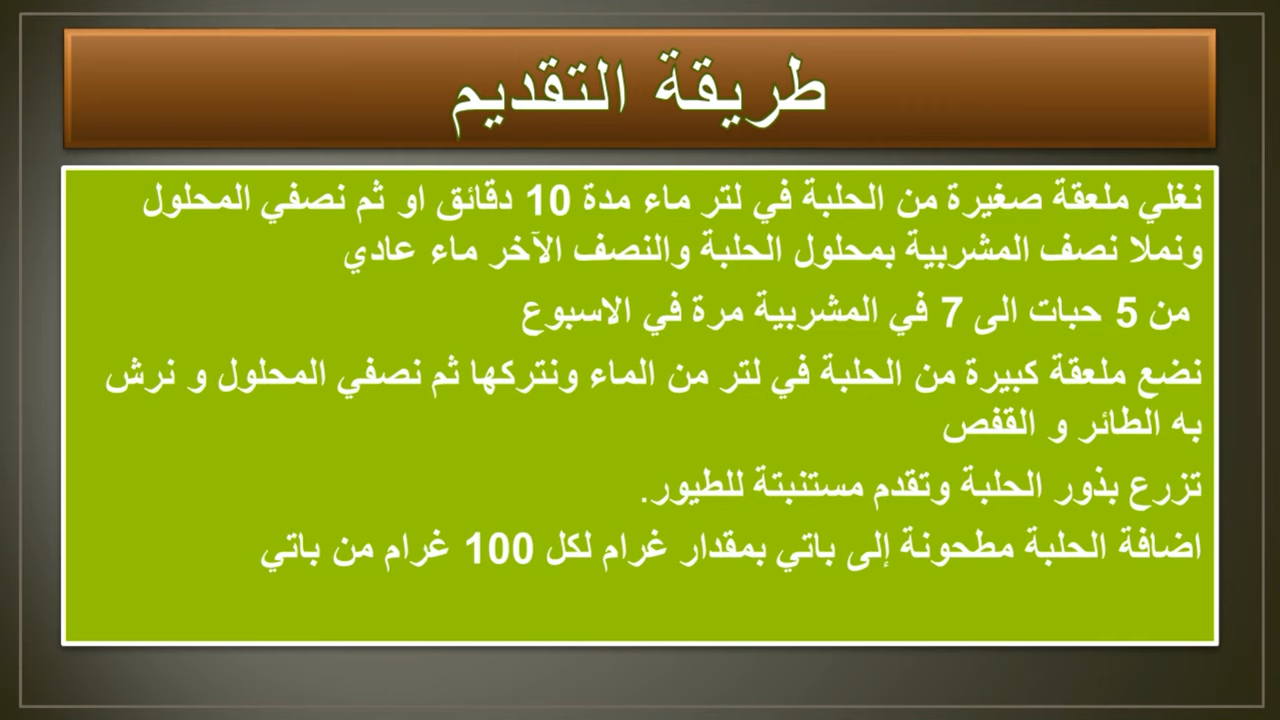 طريقة التقديم
نغلي ملعقة صغيرة من الحلبة في لتر ماء مدة 10 دقائق او ثم نصفي المحلول
ونملا نصف المشربية بمحلول الحلبة والنصف الآخر ماء عادي
من 5 حبات الى 7 في المشربية مرة في الاسبوع
نضع ملعقة كبيرة من الحلبة في لتر من الماء ونتركها ثم نصفي المحلول و نرش
به الطائر و القفص
تزرع بذور الحلبة وتقدم مستنبتة للطيور.
اضافة الحلبة مطحونة إلى باتي بمقدار غرام لكل 100 غرام من باتي